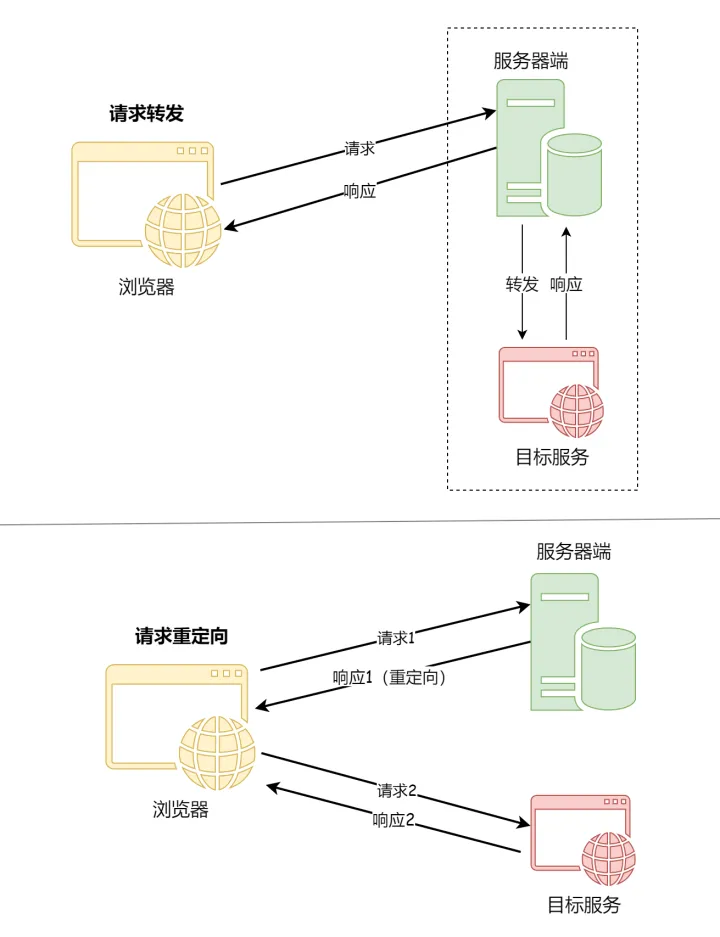 服务器端
请求转发
请求
响应
浏览器
转发 响应
目标服务
服务器端
请求重定向
请求1
响应1（重定向）
浏览器
请求2
响应2
目标服务